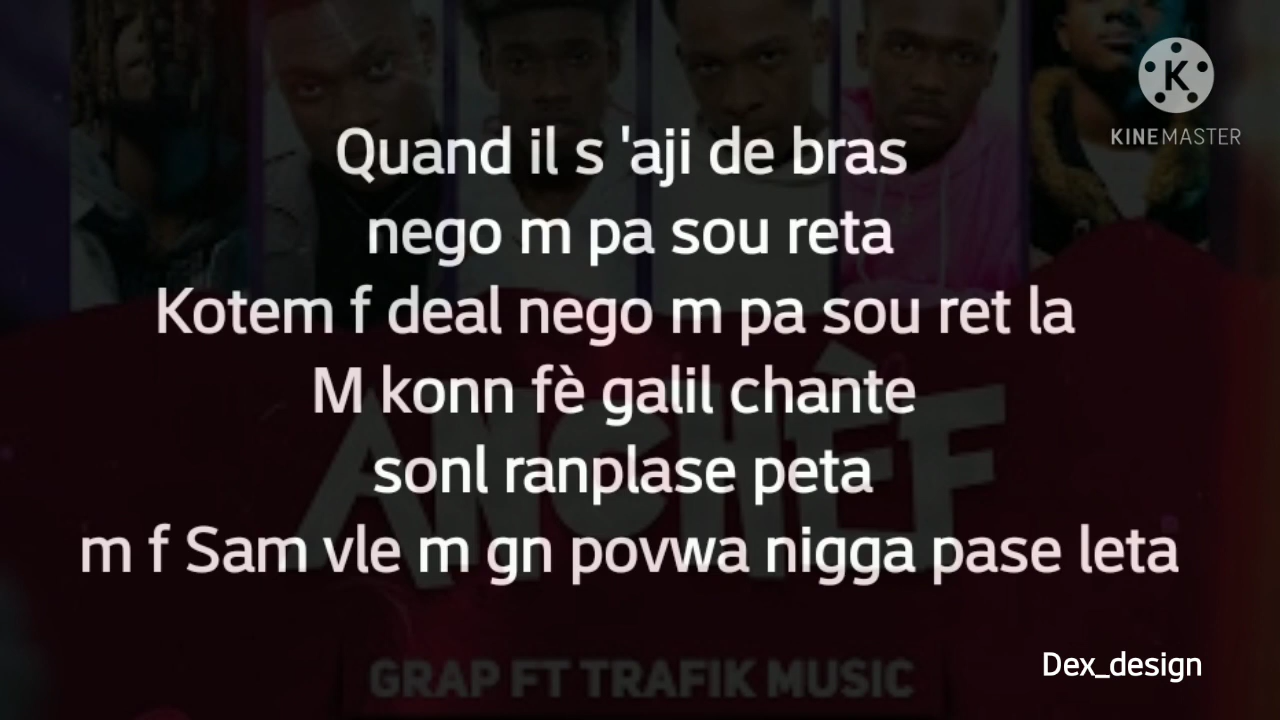 K
KINEMASTER
Quand il s 'aji de bras
nego m pa sou reta
Kotem f deal nego m pa sou ret la
M konn fè galil chante
sonl ranplase peta
m f Sam vle m gn povwa nigga pase leta
ANCHÈF
GRAP FT TRAFIK MUSIC
Dex_design